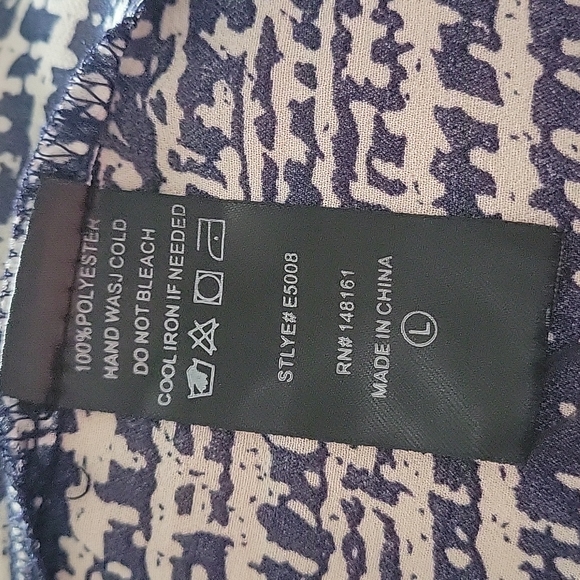 100%POLYESTER
HAND WASJ COLD
DO NOT BLEACH
COOL IRON IF NEEDED
STLYE# E5008
RN# 148161
MADE IN CHINA
L